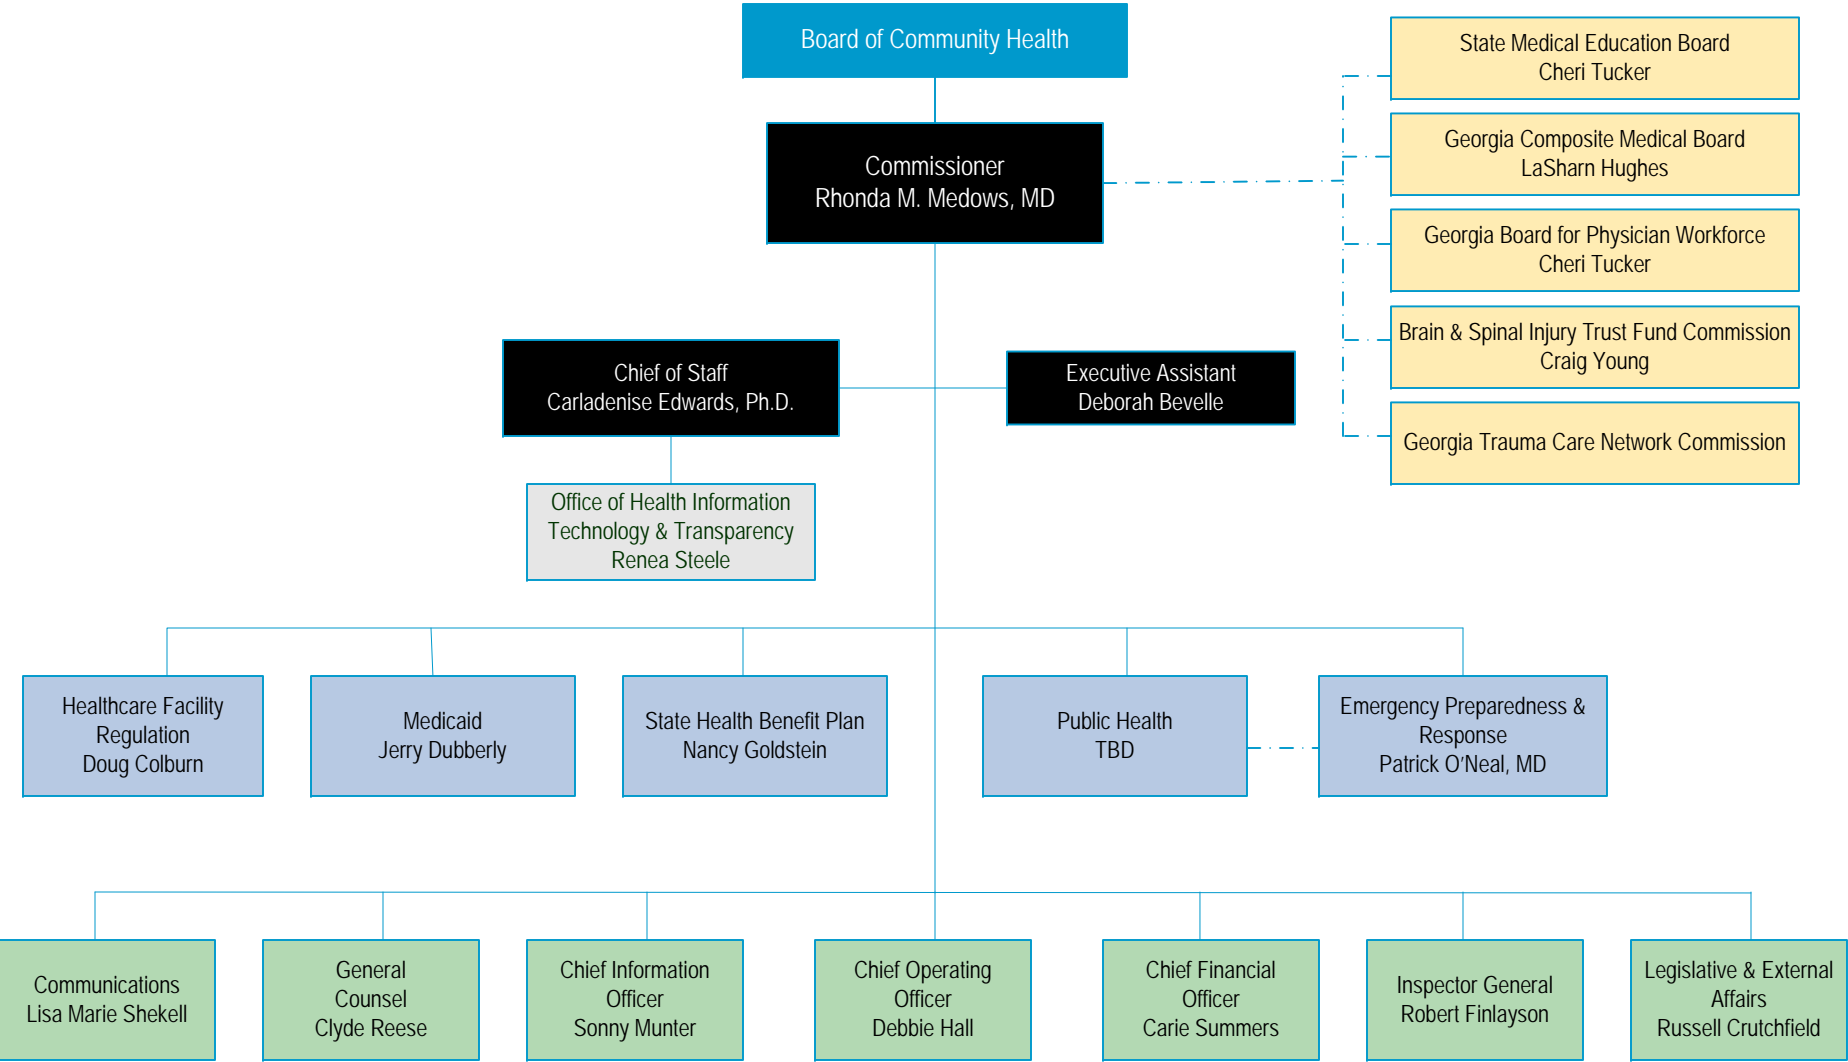 Board of Community Health
State Medical Education Board
Cheri Tucker
Commissioner
Rhonda M. Medows, MD
Georgia Composite Medical Board
LaSharn Hughes
Georgia Board for Physician Workforce
Cheri Tucker
Brain & Spinal Injury Trust Fund Commission
Craig Young
Georgia Trauma Care Network Commission
Chief of Staff
Carladenise Edwards, Ph.D.
Executive Assistant
Deborah Bevelle
Office of Health Information
Technology & Transparency
Renea Steele
Healthcare Facility
Regulation
Doug Colburn
Medicaid
Jerry Dubberly
State Health Benefit Plan
Nancy Goldstein
Public Health
TBD
Emergency Preparedness &
Response
Patrick O'Neal, MD
Communications
Lisa Marie Shekell
General
Counsel
Clyde Reese
Chief Information
Officer
Sonny Munter
Chief Operating
Officer
Debbie Hall
Chief Financial
Officer
Carie Summers
Inspector General
Robert Finlayson
Legislative & External
Affairs
Russell Crutchfield